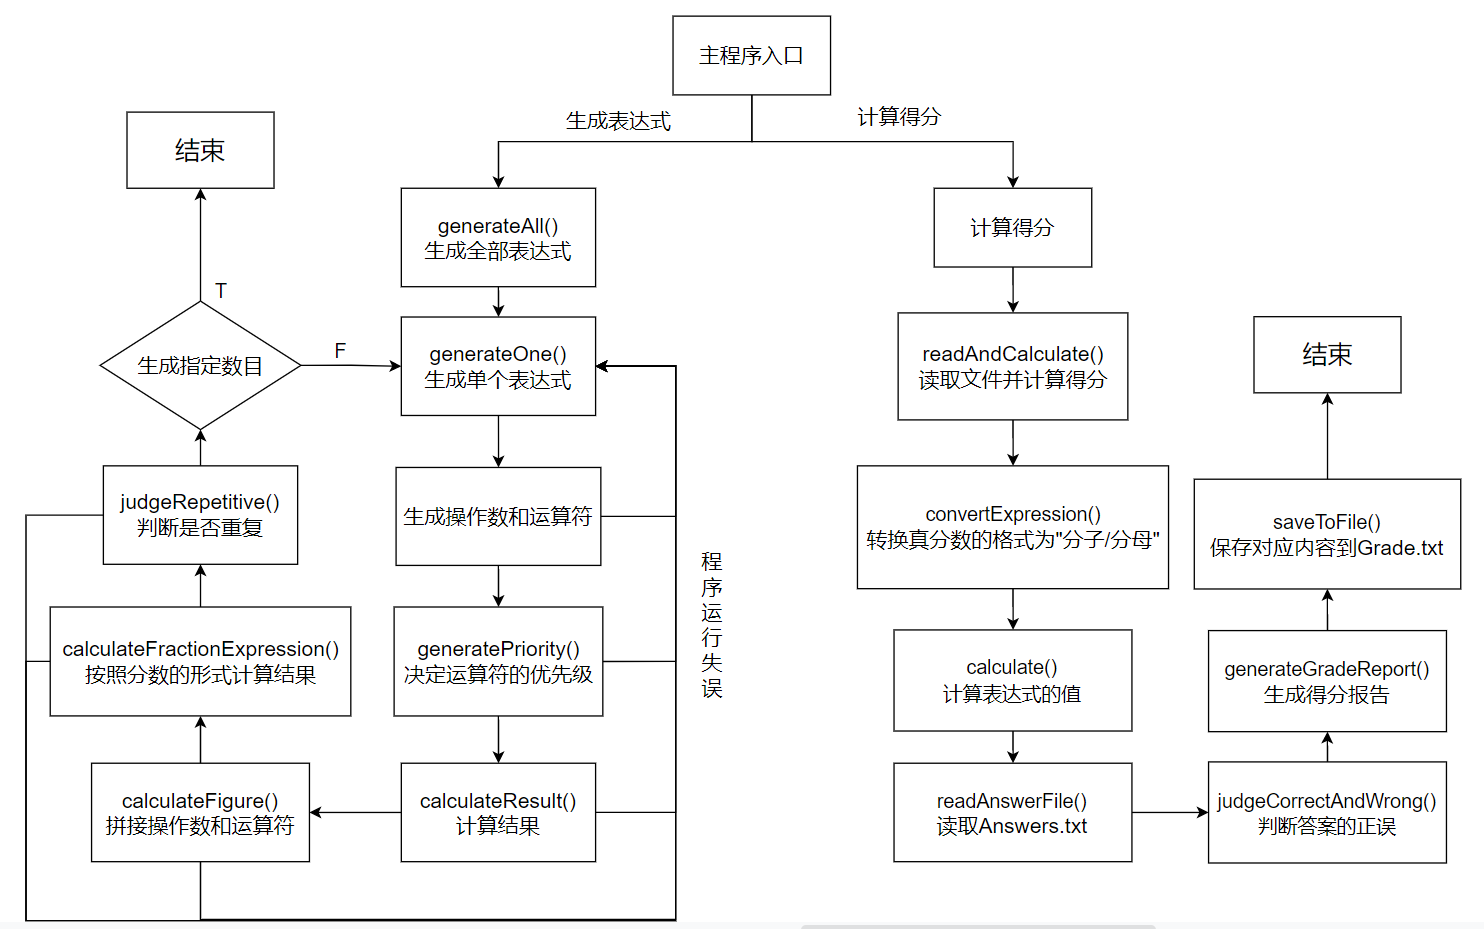 主程序入口
生成表达式
计算得分
结束
generateAll()
生成全部表达式
计算得分
T
生成指定数目
F
generateOne()
生成单个表达式
readAndCalculate()
读取文件并计算得分
结束
judgeRepetitive()
判断是否重复
生成操作数和运算符
convertExpression()
转换真分数的格式为"分子/分母"
saveToFile()
保存对应内容到Grade.txt
程
序
运
行
失
误
calculateFractionExpression()
按照分数的形式计算结果
generatePriority()
决定运算符的优先级
calculate()
计算表达式的值
generateGradeReport()
生成得分报告
calculateFigure()
拼接操作数和运算符
calculateResult()
计算结果
readAnswerFile()
读取Answers.txt
judgeCorrectAndWrong()
判断答案的正误